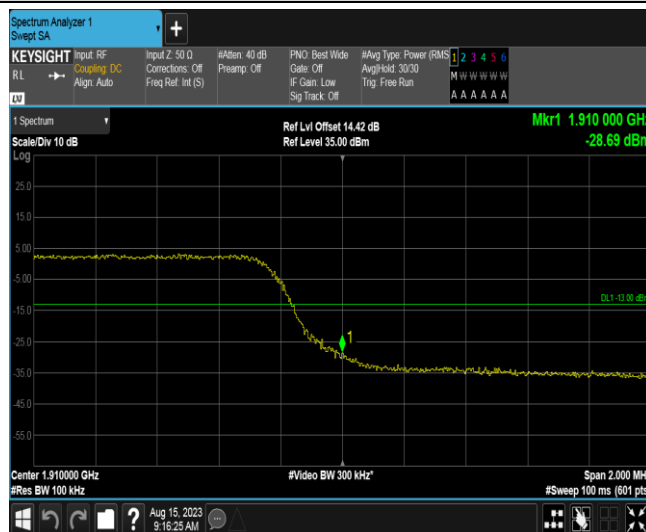 Spectrum Analyzer 1
Swept SA
+
KEYSIGHT Input: RF Input Z: 50 Ω #Atten: 40 dB PNO: Best Wide #Avg Type: Power (RMS 1 2 3 4 5 6
RL Coupling: DC Corrections: Off Preamp: Off Gate: Off Avg|Hold: 30/30 M W W W W W
Align: Auto Freq Ref: Int (S) IF Gain: Low Trig: Free Run
Sig Track: Off A A A A A A
LXI
1 Spectrum Ref Lvl Offset 14.42 dB Mkr1 1.910 000 GHz
Scale/Div 10 dB Ref Level 35.00 dBm -28.69 dBm
Log
25.0
15.0
5.00
-5.00
DL1 -13.00 dBm
-15.0
-25.0
1
-35.0
-45.0
-55.0
Center 1.910000 GHz #Video BW 300 kHz* Span 2.000 MH
#Res BW 100 kHz #Sweep 100 ms (601 pts
? Aug 15, 2023
9:16:25 AM